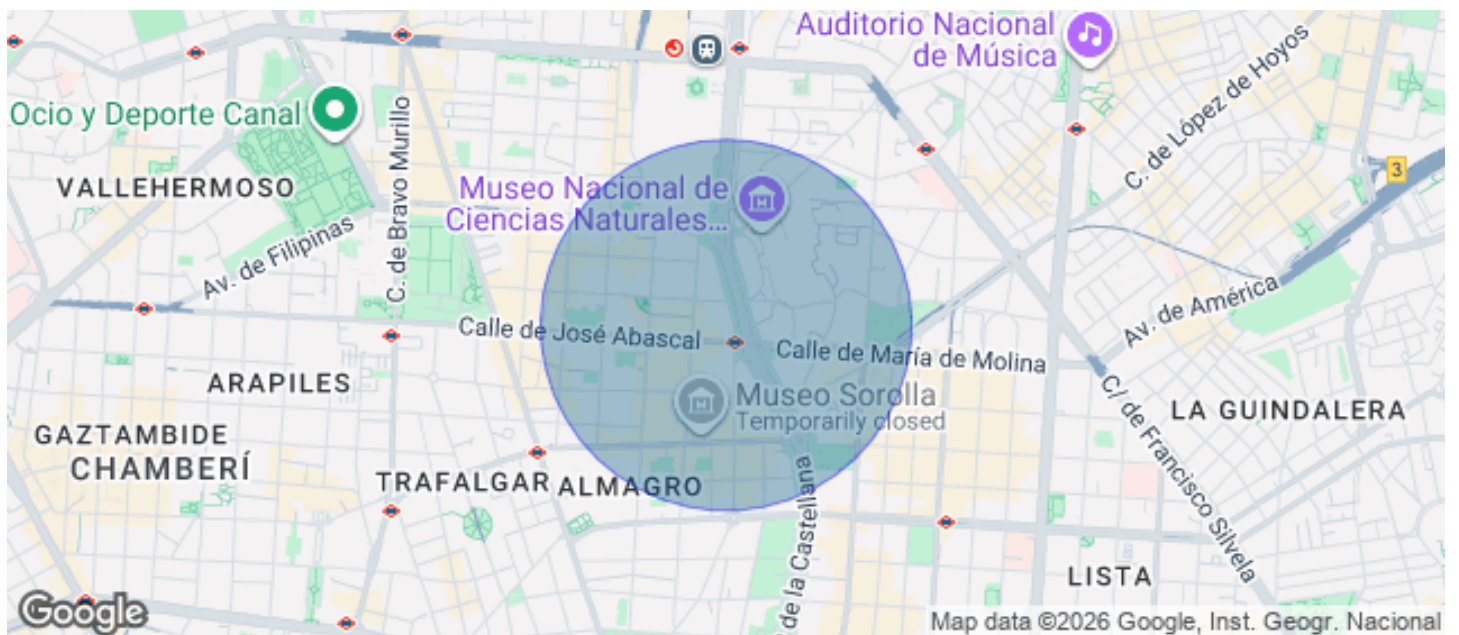 Auditorio Nacional
de Música
C. de López de Hoyos
Ocio y Deporte Canal
C. de Bravo Murillo
3
VALLEHERMOSO
Museo Nacional de
Ciencias Naturales...
Av. de Filipinas
Av. de América
Calle de José Abascal
Calle de María de Molina
ARAPILES
Museo Sorolla
Temporarily closed
C/ de Francisco Silvela
LA GUINDALERA
GAZTAMBIDE
CHAMBERÍ
TRAFALGAR
ALMAGRO
de la Castellana
LISTA
Google
Map data ©2026 Google, Inst. Geogr. Nacional